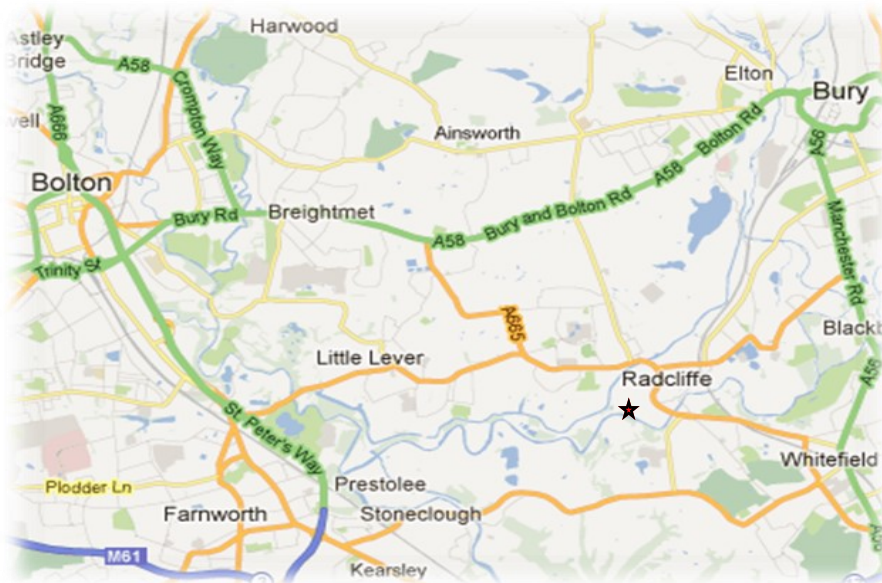 Harwood
Astley
Bridge
A58
Elton
Bury
Crompton Way
A666
well
Ainsworth
Bolton Rd
A56
A58
Bolton
Bury Rd
Breightmet
Bury and Bolton Rd
A58
Manchester Rd
Trinity St
A665
Blackb
Little Lever
Radcliffe
A56
St. Peter's Way
Whitefield
Plodder Ln
Prestolee
Farnworth
Stoneclough
M61
Kearsley